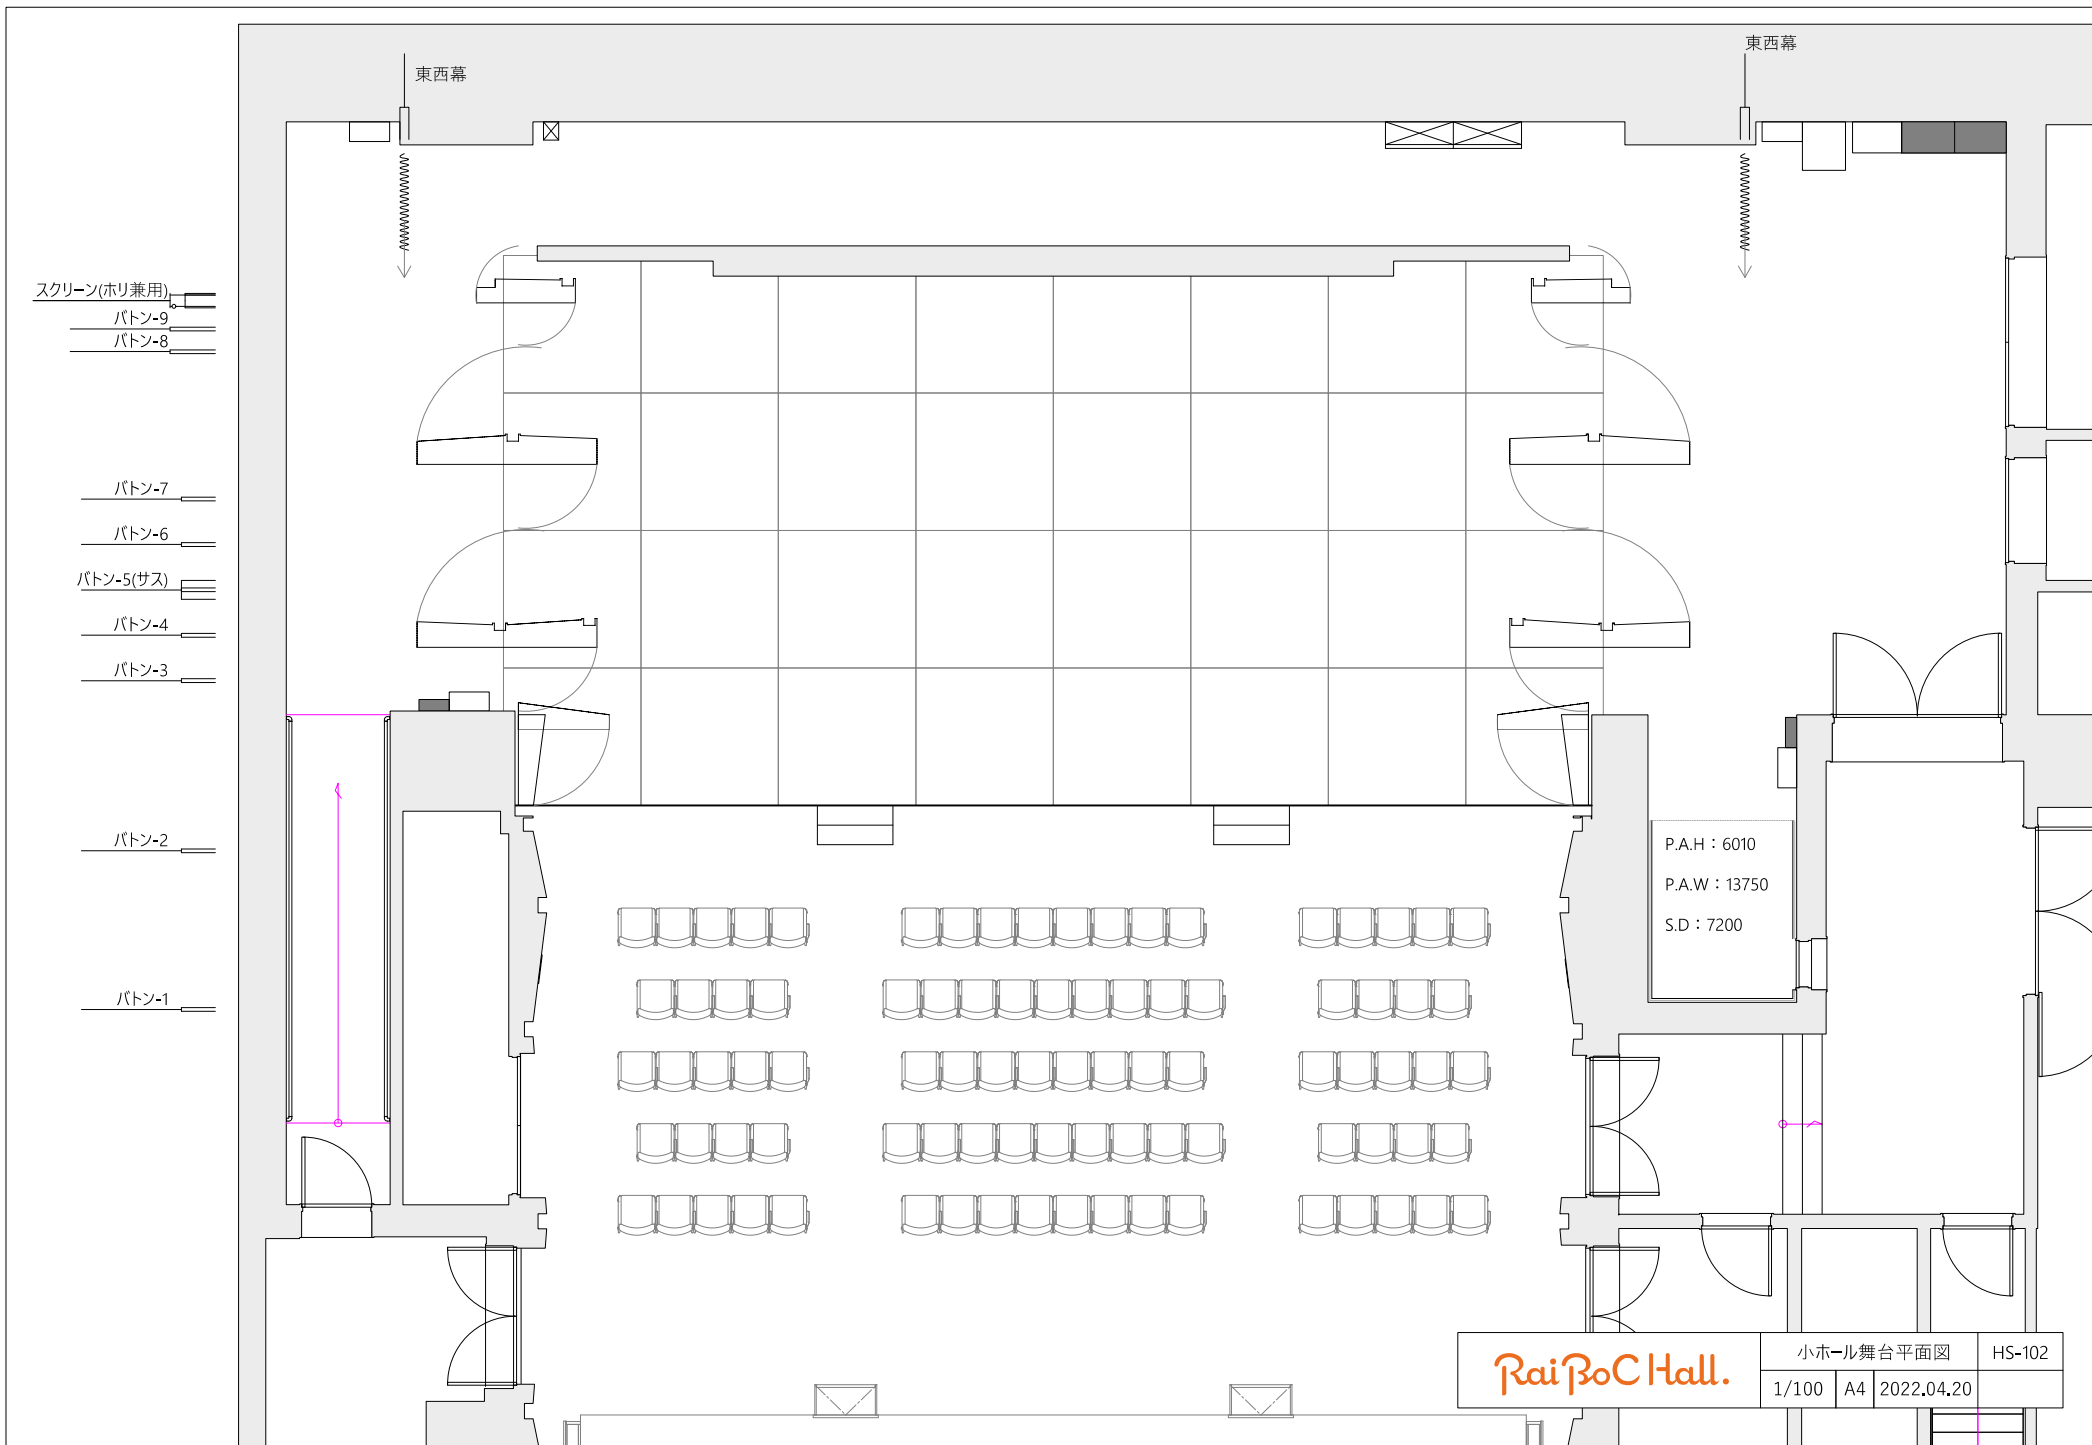 東西幕
東西幕
スクリーン(ホリ兼用)
バトン-9
バトン-8
バトン-7
バトン-6
バトン-5(サス)
バトン-4
バトン-3
バトン-2
バトン-1
P.A.H：6010
P.A.W：13750
S.D：7200
RaiBoC Hall.
小ホール舞台平面図
HS-102
1/100
A4
2022.04.20